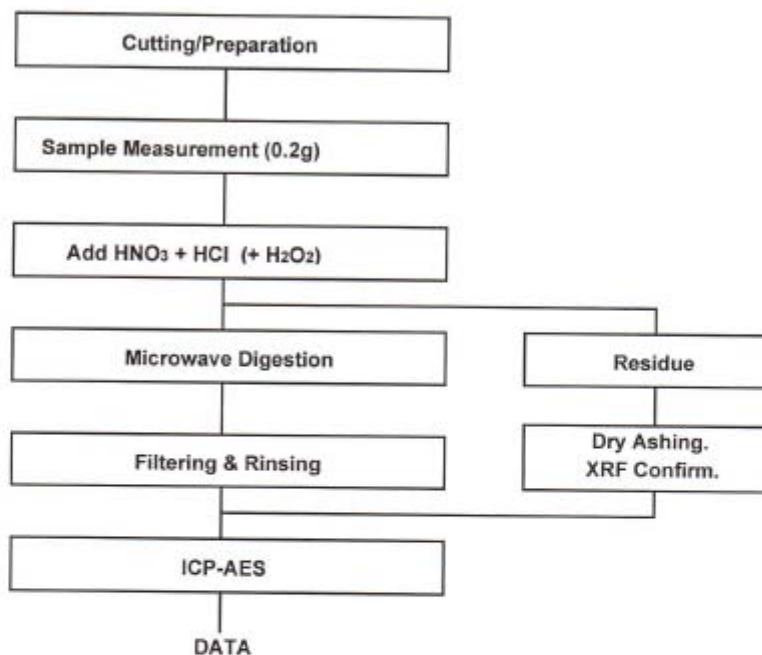 Cutting/Preparation
Sample Measurement (0.2g)
Add HNO₃ + HCl (+ H₂O₂)
Microwave Digestion
Residue
Filtering & Rinsing
Dry Ashing.
XRF Confirm.
ICP-AES
DATA